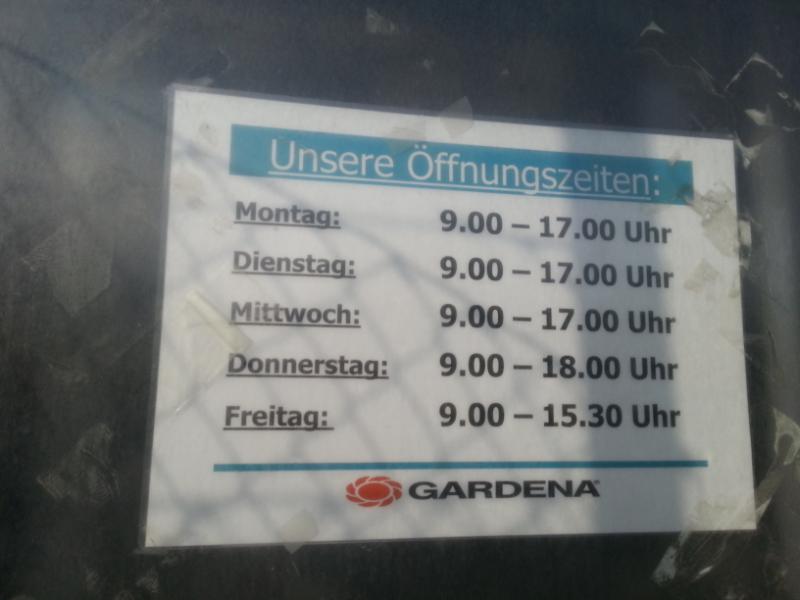 Unsere Öffnungszeiten:
Montag: 9.00 – 17.00 Uhr
Dienstag: 9.00 – 17.00 Uhr
Mittwoch: 9.00 – 17.00 Uhr
Donnerstag: 9.00 – 18.00 Uhr
Freitag: 9.00 – 15.30 Uhr
GARDENA